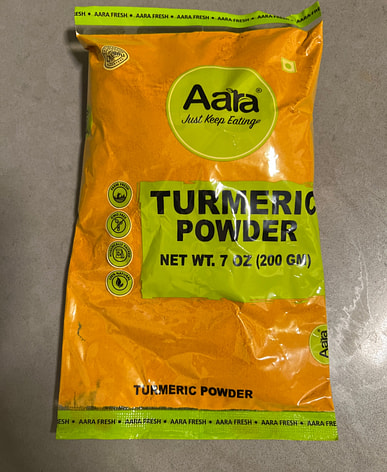 ★ AARA FRESH ★ AARA FRESH ★ AARA FRESH ★ AARA FRESH ★ AARA FRESH ★
Aara®
Just Keep Eating
TURMERIC
POWDER
NET WT. 7 OZ (200 GM)
Aara
TURMERIC POWDER
ESH ★ AARA FRESH ★ AARA FRESH ★ AARA FRESH ★ AARA FRESH ★ AARA FRE